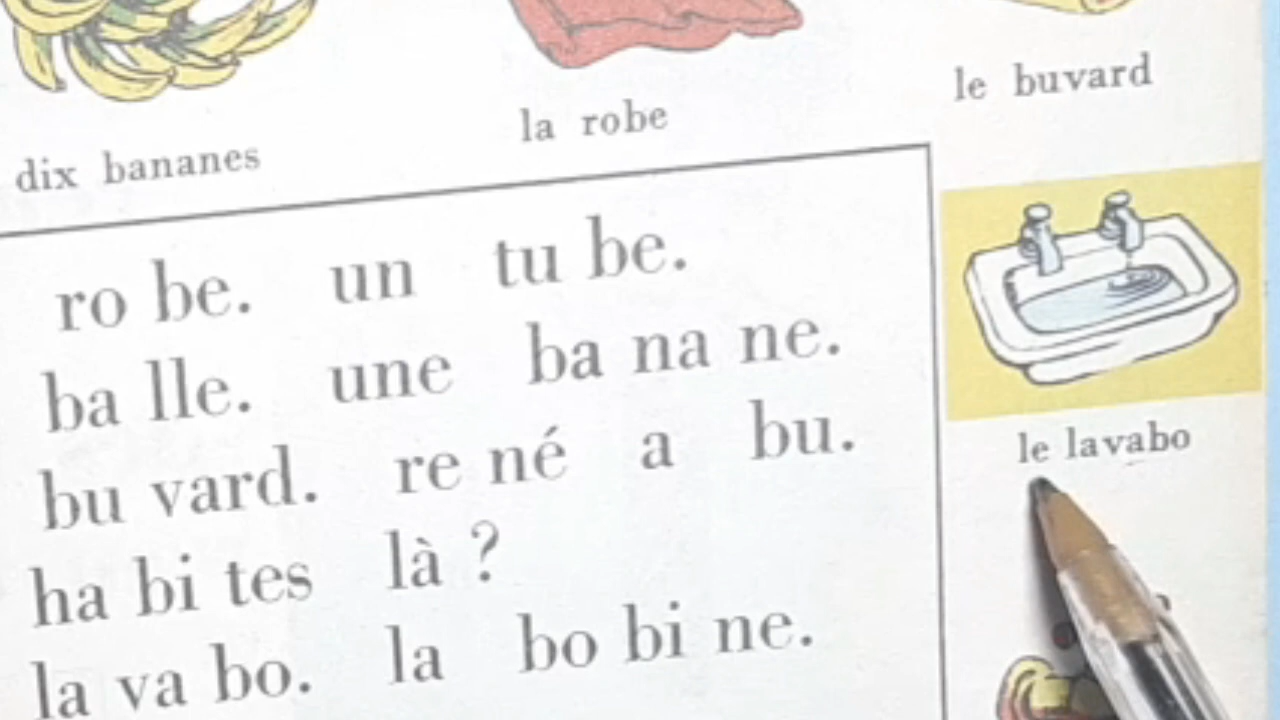 dix bananes
la robe
le buvard
ro be. un tu be.
ba lle. une ba na ne.
bu vard. re né a bu.
ha bi tes là ?
la va bo. la bo bi ne.
le lavabo